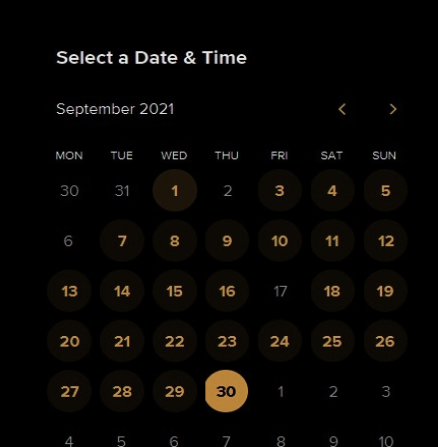 Select a Date & Time
September 2021
MON TUE WED THU FRI SAT SUN
30 31 1 2 3 4 5
6 7 8 9 10 11 12
13 14 15 16 17 18 19
20 21 22 23 24 25 26
27 28 29 30 1 2 3
4 5 6 7 8 9 10